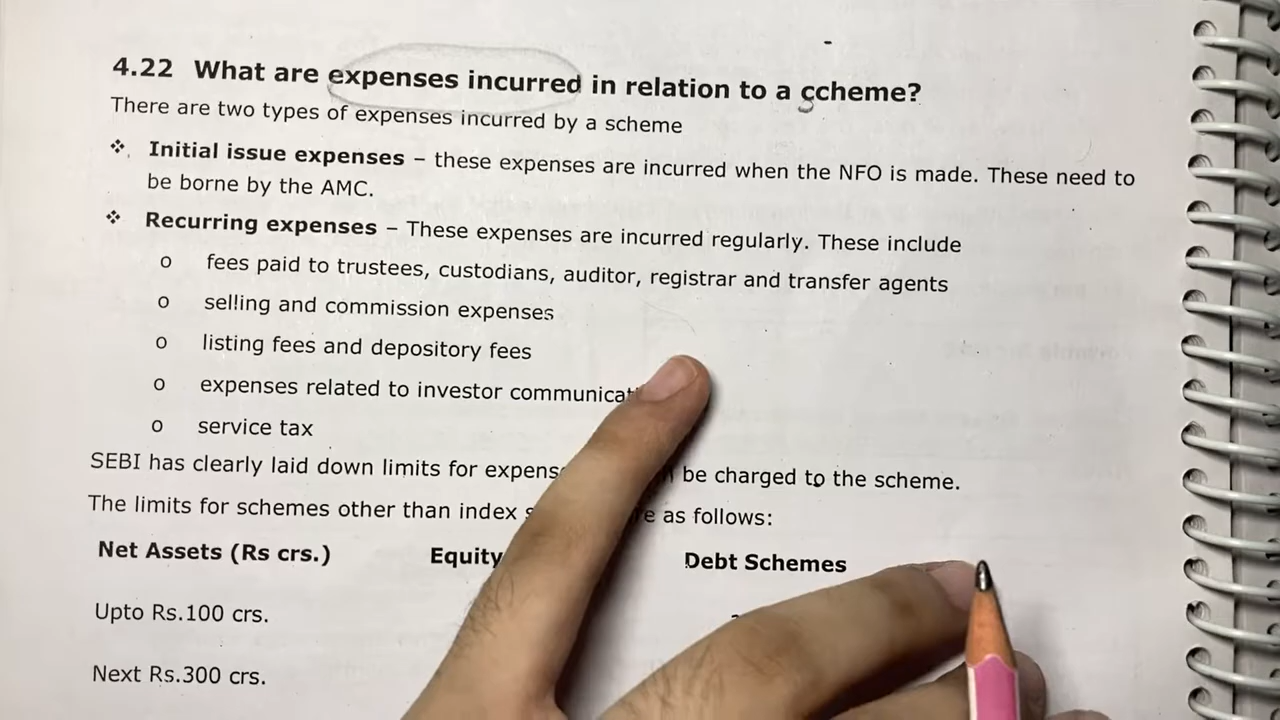 4.22 What are expenses incurred in relation to a scheme?
There are two types of expenses incurred by a scheme
❖ Initial issue expenses – these expenses are incurred when the NFO is made. These need to
be borne by the AMC.
❖ Recurring expenses – These expenses are incurred regularly. These include
o fees paid to trustees, custodians, auditor, registrar and transfer agents
o selling and commission expenses
o listing fees and depository fees
o expenses related to investor
o service tax
SEBI has clearly laid down limits for be charged to the scheme.
The limits for schemes other than index as follows:
Net Assets (Rs crs.) Equity Debt Schemes
Upto Rs.100 crs.
Next Rs.300 crs.